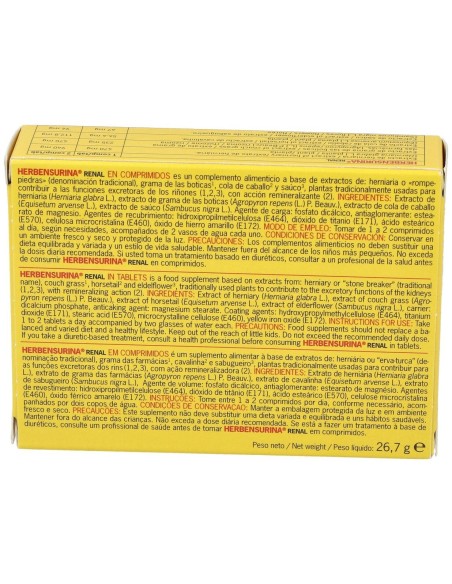 HERBENSURINA® RENAL EN COMPRIMIDOS es un complemento alimenticio a base de extractos de: herniaria o «rompe-
piedras» (denominación tradicional), grama de las boticas¹, cola de caballo² y saúco³, plantas tradicionalmente usadas para
contribuir a las funciones excretoras de los riñones (1,2,3), con acción remineralizante (2). INGREDIENTES: Extracto de
herniaria (Herniaria glabra L.), extracto de grama de las boticas (Agropyron repens (L.) P. Beauv.), extracto de cola de caballo
(Equisetum arvense L.), extracto de saúco (Sambucus nigra L.). Agente de carga: fosfato dicálcico, antiaglomerante: estea-
rato de magnesio. Agentes de recubrimiento: hidroxipropilmetilcelulosa (E464), dióxido de titanio (E171), ácido esteárico
(E570), celulosa microcristalina (E460), óxido de hierro amarillo (E172). MODO DE EMPLEO: Tomar de 1 a 2 comprimidos
al día, según necesidades, acompañados de 2 vasos de agua cada uno. CONDICIONES DE CONSERVACIÓN: Conservar en
un ambiente fresco y seco y protegido de la luz. PRECAUCIONES: Los complementos alimenticios no deben sustituir una
dieta equilibrada y variada y un estilo de vida saludable. Mantener fuera del alcance de los niños más pequeños. No exceda
la dosis diaria recomendada. Si usted toma un tratamiento a base de diuréticos, consultar a un profesional de la salud antes
de consumir HERBENSURINA® RENAL en comprimidos.
HERBENSURINA® RENAL IN TABLETS is a food supplement based on extracts from: herniary or "stone breaker" (traditional
name), couch grass¹, horsetail² and elderflower³, traditionally used plants to contribute to the excretory functions of the kidneys
(1,2,3), with remineralizing action (2). INGREDIENTS: Extract of herniary (Herniaria glabra L.), extract of couch grass (Agro-
pyron repens (L.) P. Beauv.), extract of horsetail (Equisetum arvense L.), extract of elderflower (Sambucus nigra L.), carrier:
dicalcium phosphate, anticaking agent: magnesium stearate. Coating agents: hydroxypropylmethylcellulose (E464), titanium
dioxide (E171), stearic acid (E570), microcrystalline cellulose (E460), yellow iron oxide (E172). INSTRUCTIONS FOR USE: Take
1 to 2 tablets a day accompanied by two glasses of water each. PRECAUTIONS: Food supplements should not replace a ba-
lanced and varied diet and a healthy lifestyle. Keep out of the reach of little kids. Do not exceed the recommended daily dose.
If you take a diuretic-based treatment, consult a health professional before consuming HERBENSURINA® RENAL in tablets.
HERBENSURINA® RENAL EM COMPRIMIDOS é um suplemento alimentar à base de extratos de: herniaria ou "erva-turca" (de-
nominação tradicional), grama das farmácias¹, cavalinha² e sabugueiro³, plantas tradicionalmente usadas para contribuir para
as funções excretoras dos rins (1,2,3), com ação remineralizadora (2). INGREDIENTES: Extrato de herniaria (Herniaria glabra
L.), extrato de grama das farmácias (Agropyron repens L.) P. Beauv.), extrato de cavalinha (Equisetum arvense L.), extrato
de sabugueiro (Sambucus nigra L.), Agente de volume: fosfato dicálcico, antiaglomerante: estearato de magnésio. Agentes
de revestimento: hidroxipropilmetilcelulose (E464), dióxido de titânio (E171), ácido esteárico (E570), celulose microcristalina
(E460), óxido férrico amarelo (E172). INSTRUÇÕES: Tome entre 1 a 2 comprimidos por dia, conforme necessário, acom-
panhados por dois copos de água cada. CONDIÇÕES DE CONSERVAÇÃO: Manter a embalagem protegida da luz e em ambiente
fresco e seco. PRECAUÇÕES: Este suplemento não deve substituir uma dieta variada e equilibrada e uns hábitos saudáveis.
Manter fora do alcance das crianças. Não exceda a dose diária recomendada. Se está a fazer um tratamento à base de
diuréticos, consulte um profissional de saúde antes de tomar HERBENSURINA® RENAL em comprimidos.
Peso neto / Net weight / Peso líquido: 26,7 g ℮